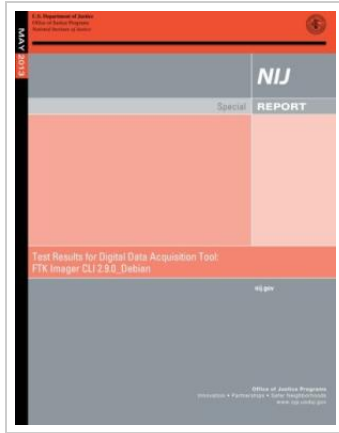 U.S. Department of Justice
Office of Justice Programs
National Institute of Justice
MAY 2013
NIJ
Special REPORT
Test Results for Digital Data Acquisition Tool:
FTK Imager CLI 2.9.0_Debian
nij.gov
Office of Justice Programs
Innovation • Partnerships • Safer Neighborhoods
www.ojp.usdoj.gov